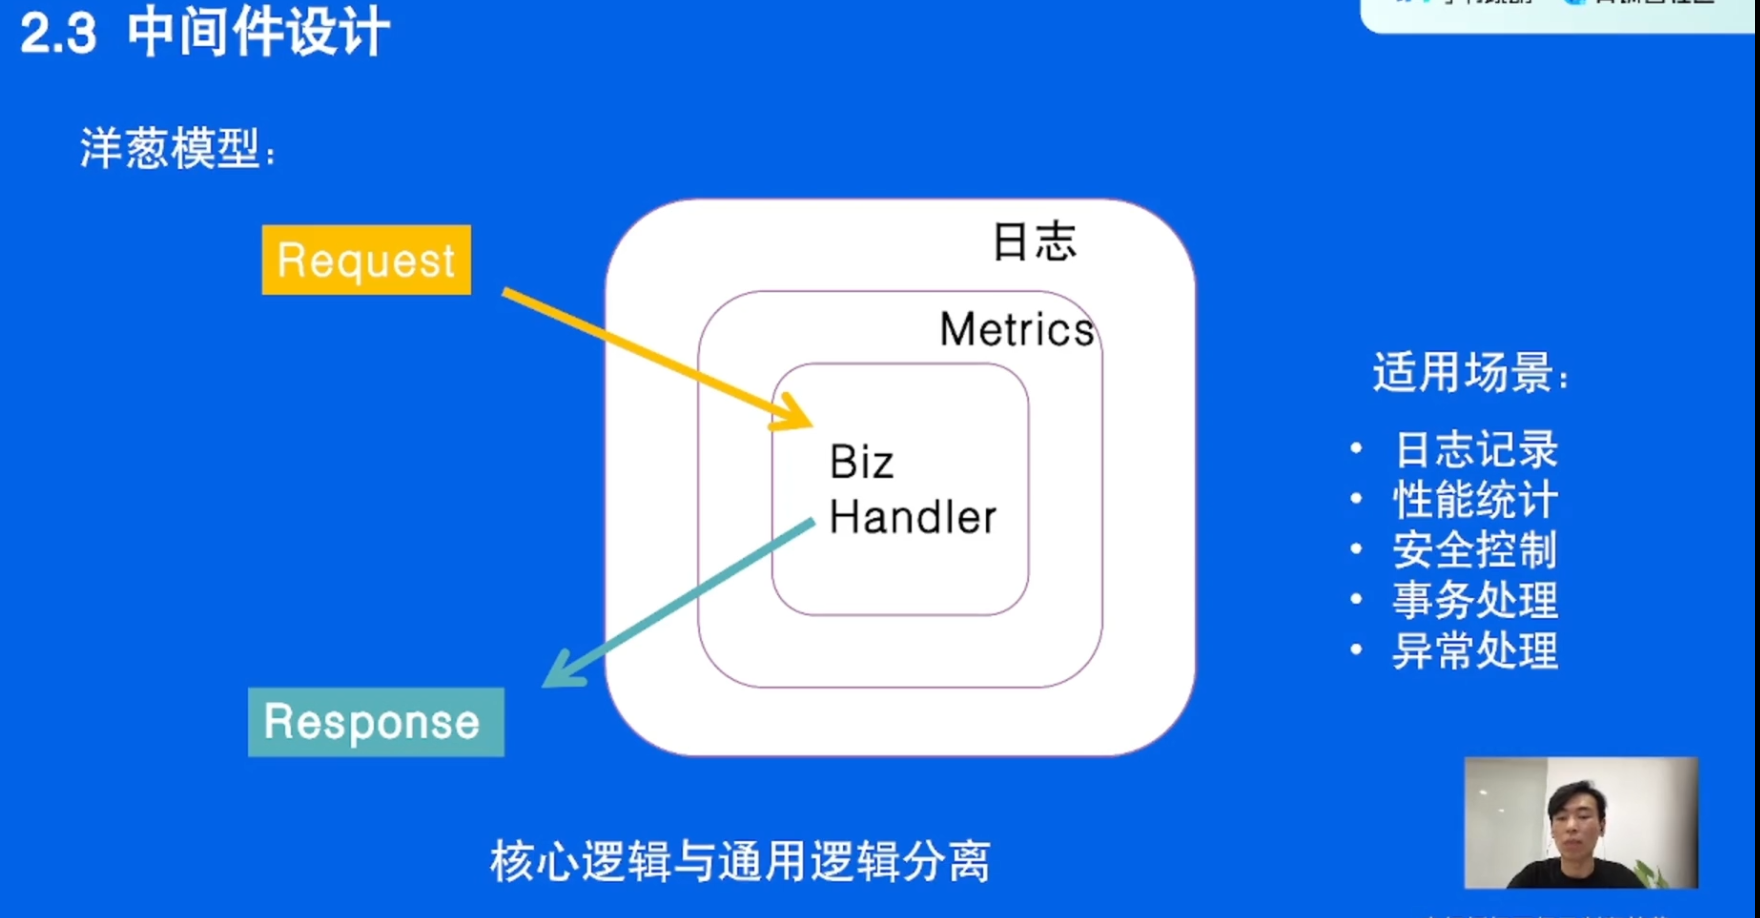 2.3 中间件设计
洋葱模型：
Request
日志
Metrics
Biz
Handler
Response
适用场景：
• 日志记录
• 性能统计
• 安全控制
• 事务处理
• 异常处理
核心逻辑与通用逻辑分离